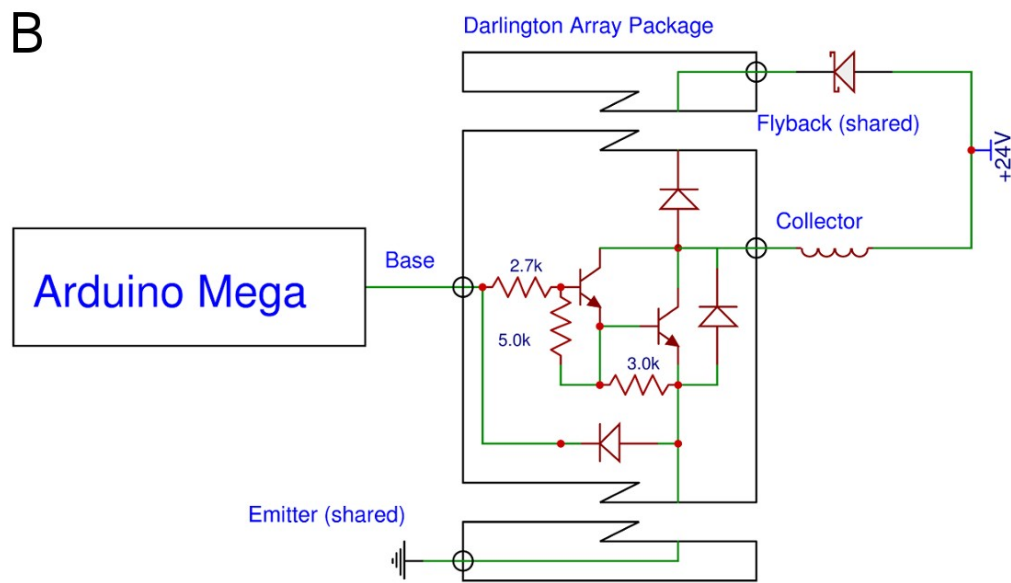 B
Darlington Array Package
Flyback (shared)
+24V
Collector
Base
2.7k
Arduino Mega
5.0k
3.0k
Emitter (shared)